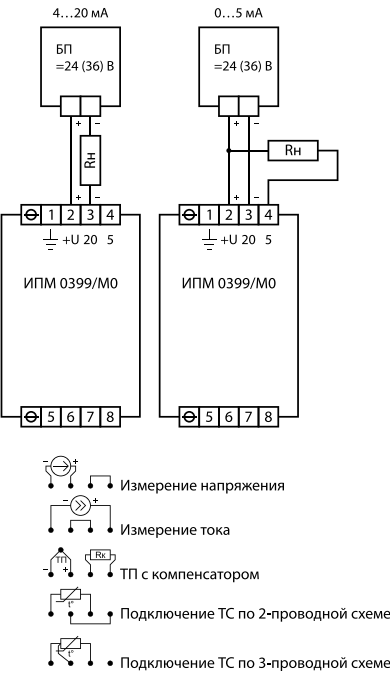 4…20 мА 0…5 мА
БП БП
=24 (36) В =24 (36) В
+ − + −
Rн Rн
+ − + −
1 2 3 4 1 2 3 4
+U 20 5 +U 20 5
ИПМ 0399/М0 ИПМ 0399/М0
5 6 7 8 5 6 7 8
− +
Измерение напряжения
− +
Измерение тока
ТП Rк
− +
ТП с компенсатором
t°
Подключение ТС по 2-проводной схеме
t°
Подключение ТС по 3-проводной схеме